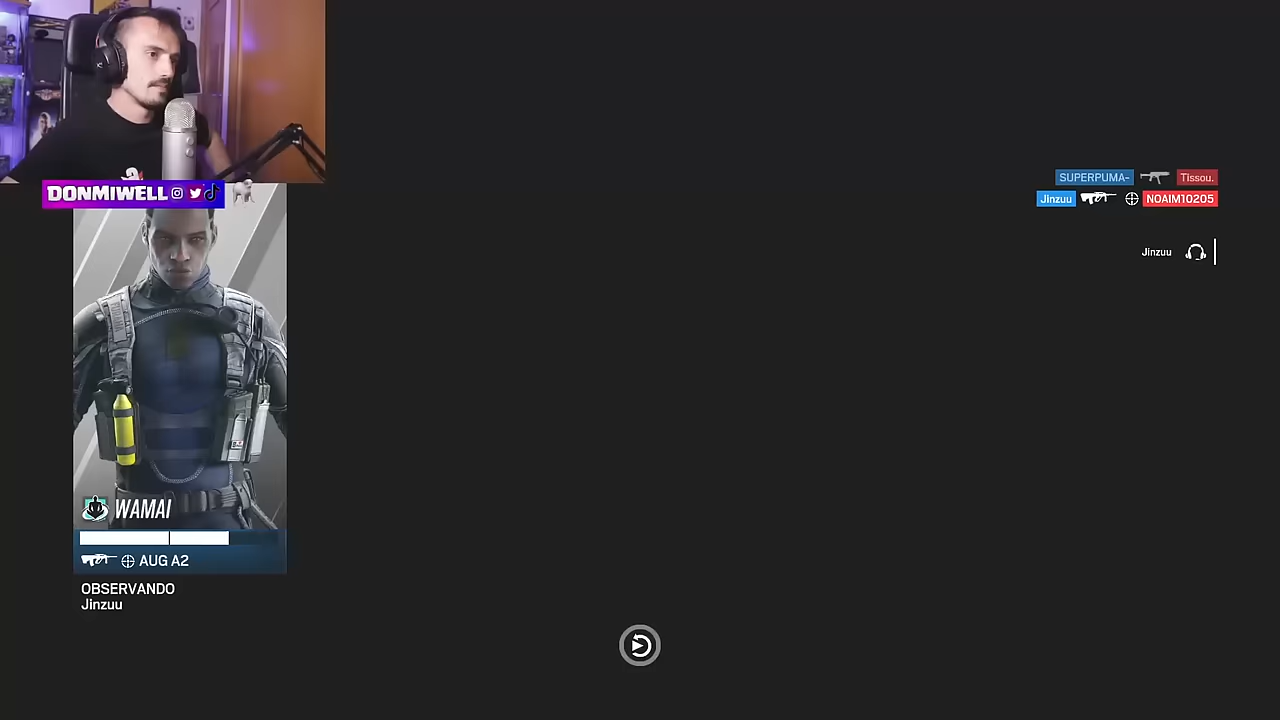 DONMIWELL
SUPERPUMA- Tissou.
Jinzuu NOAIM10205
Jinzuu
WAMAI
AUG A2
OBSERVANDO
Jinzuu